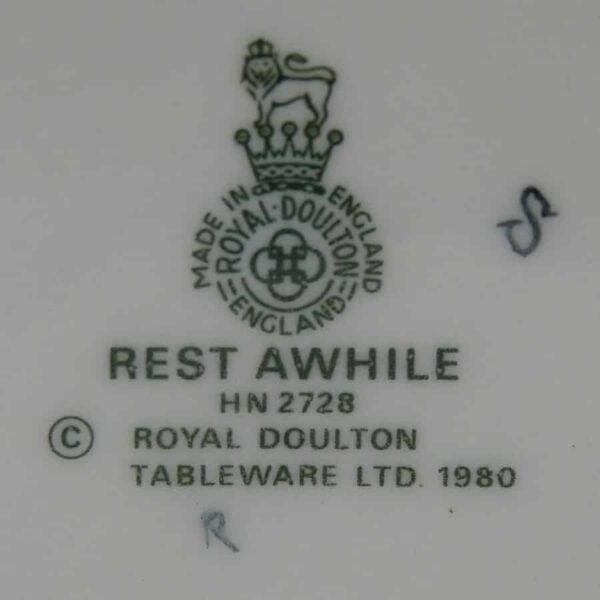 MADE IN ENGLAND
ROYAL·DOULTON
ENGLAND
S
REST AWHILE
HN 2728
© ROYAL DOULTON
TABLEWARE LTD. 1980
R